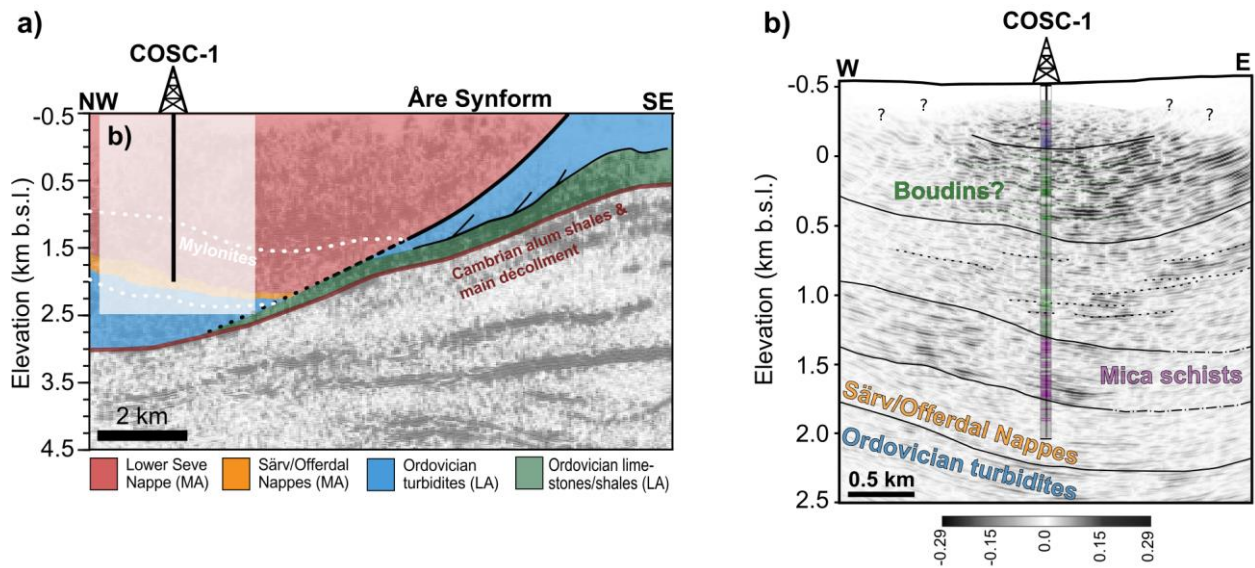 a)
COSC-1
NW
Åre Synform
SE
b)
-0.5
0.5
1.5
2.5
3.5
4.5
Elevation (km b.s.l.)
Mylonites
Cambrian alum shales &
main décollment
2 km
Lower Seve
Nappe (MA)
Särv/Offerdal
Nappes (MA)
Ordovician
turbidites (LA)
Ordovician lime-
stones/shales (LA)
b)
COSC-1
W
E
-0.5
0
0.5
1.0
1.5
2.0
2.5
Elevation (km b.s.l.)
? ? ? ?
Boudins?
Mica schists
Särv/Offerdal Nappes
Ordovician turbidites
0.5 km
-0.29
-0.15
0.0
0.15
0.29